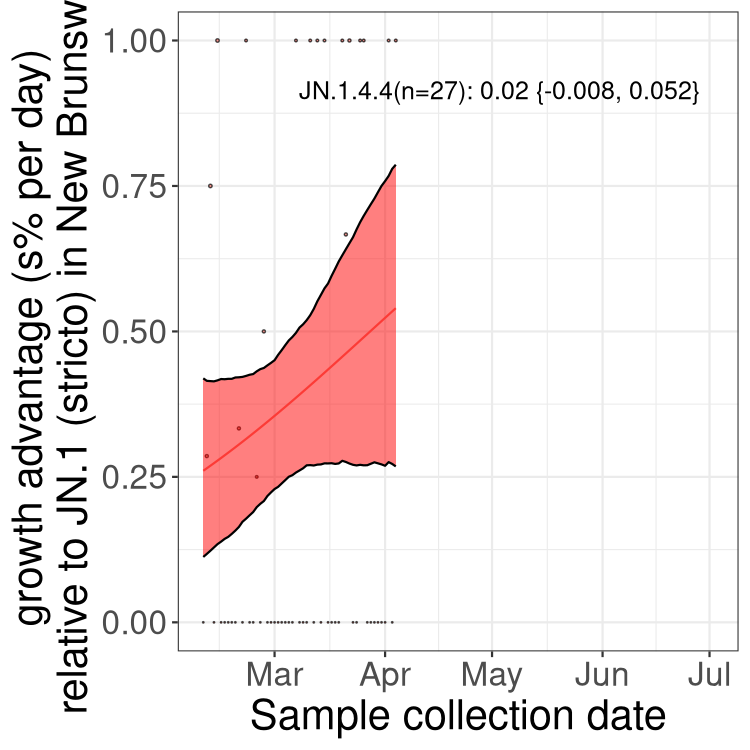 growth advantage (s% per day)
relative to JN.1 (stricto) in New Brunsw
1.00
0.75
0.50
0.25
0.00
JN.1.4.4(n=27): 0.02 {-0.008, 0.052}
Mar Apr May Jun Jul
Sample collection date